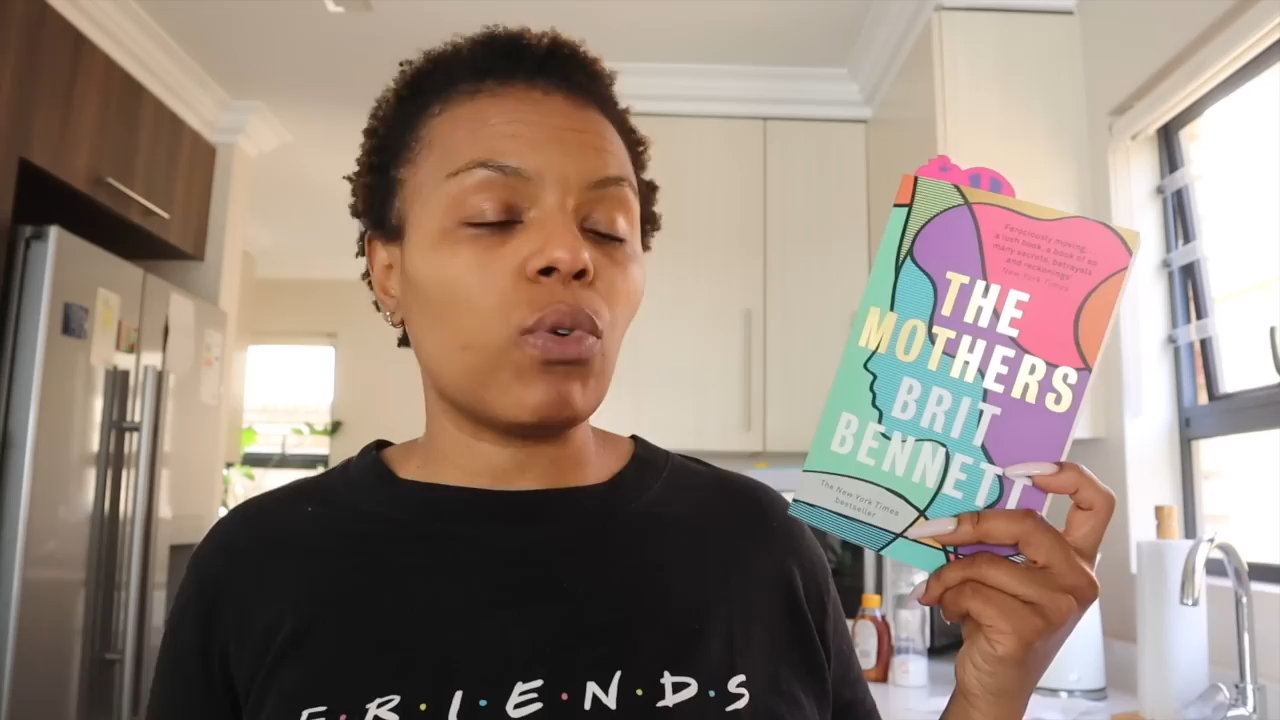 Ferociously moving,
a lush book, a book of so
many secrets, betrayals
and reckonings'
New York Times
THE
MOTHERS
BRIT
BENNETT
The New York Times
bestseller
F·R·I·E·N·D·S